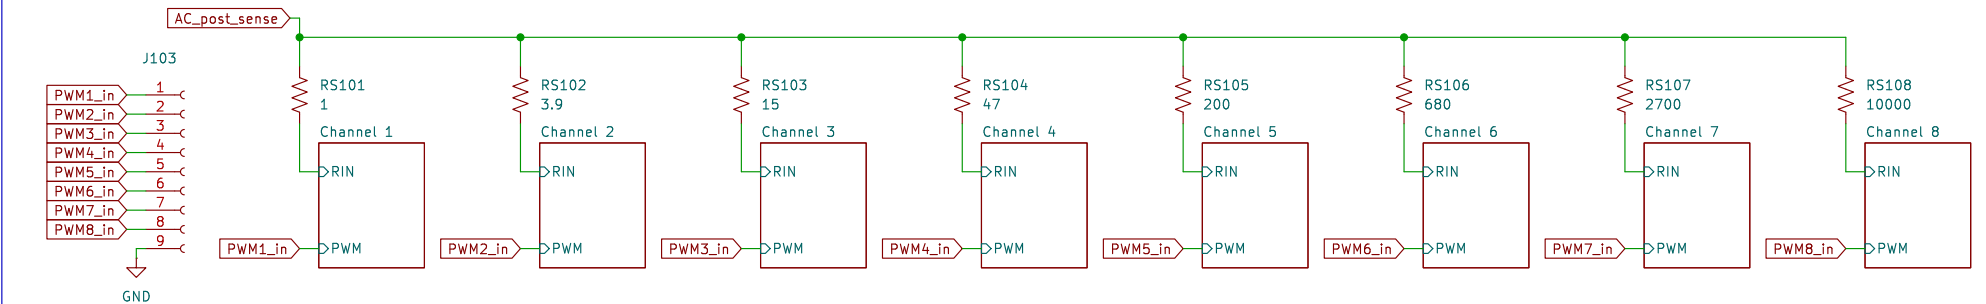 AC_post_sense
J103
PWM1_in 1
PWM2_in 2
PWM3_in 3
PWM4_in 4
PWM5_in 5
PWM6_in 6
PWM7_in 7
PWM8_in 8
9
GND
RS101
1
Channel 1
RIN
PWM1_in PWM
RS102
3.9
Channel 2
RIN
PWM2_in PWM
RS103
15
Channel 3
RIN
PWM3_in PWM
RS104
47
Channel 4
RIN
PWM4_in PWM
RS105
200
Channel 5
RIN
PWM5_in PWM
RS106
680
Channel 6
RIN
PWM6_in PWM
RS107
2700
Channel 7
RIN
PWM7_in PWM
RS108
10000
Channel 8
RIN
PWM8_in PWM